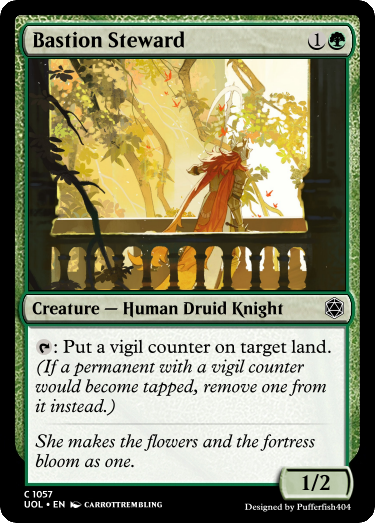 Bastion Steward 1
Creature — Human Druid Knight
: Put a vigil counter on target land.
(If a permanent with a vigil counter
would become tapped, remove one from
it instead.)
She makes the flowers and the fortress
bloom as one.
1/2
C 1057
UOL • EN CARROTTREMBLING
Designed by Pufferfish404